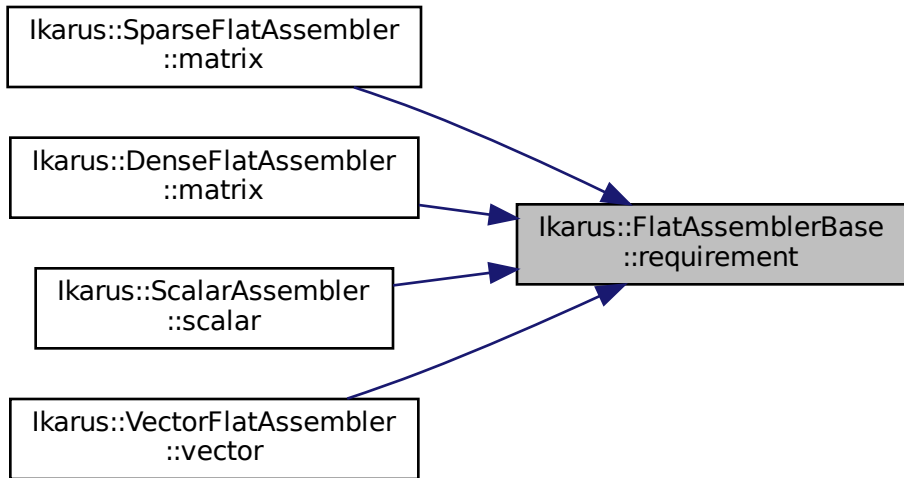 Ikarus::SparseFlatAssembler
::matrix
Ikarus::DenseFlatAssembler
::matrix
Ikarus::ScalarAssembler
::scalar
Ikarus::VectorFlatAssembler
::vector
Ikarus::FlatAssemblerBase
::requirement